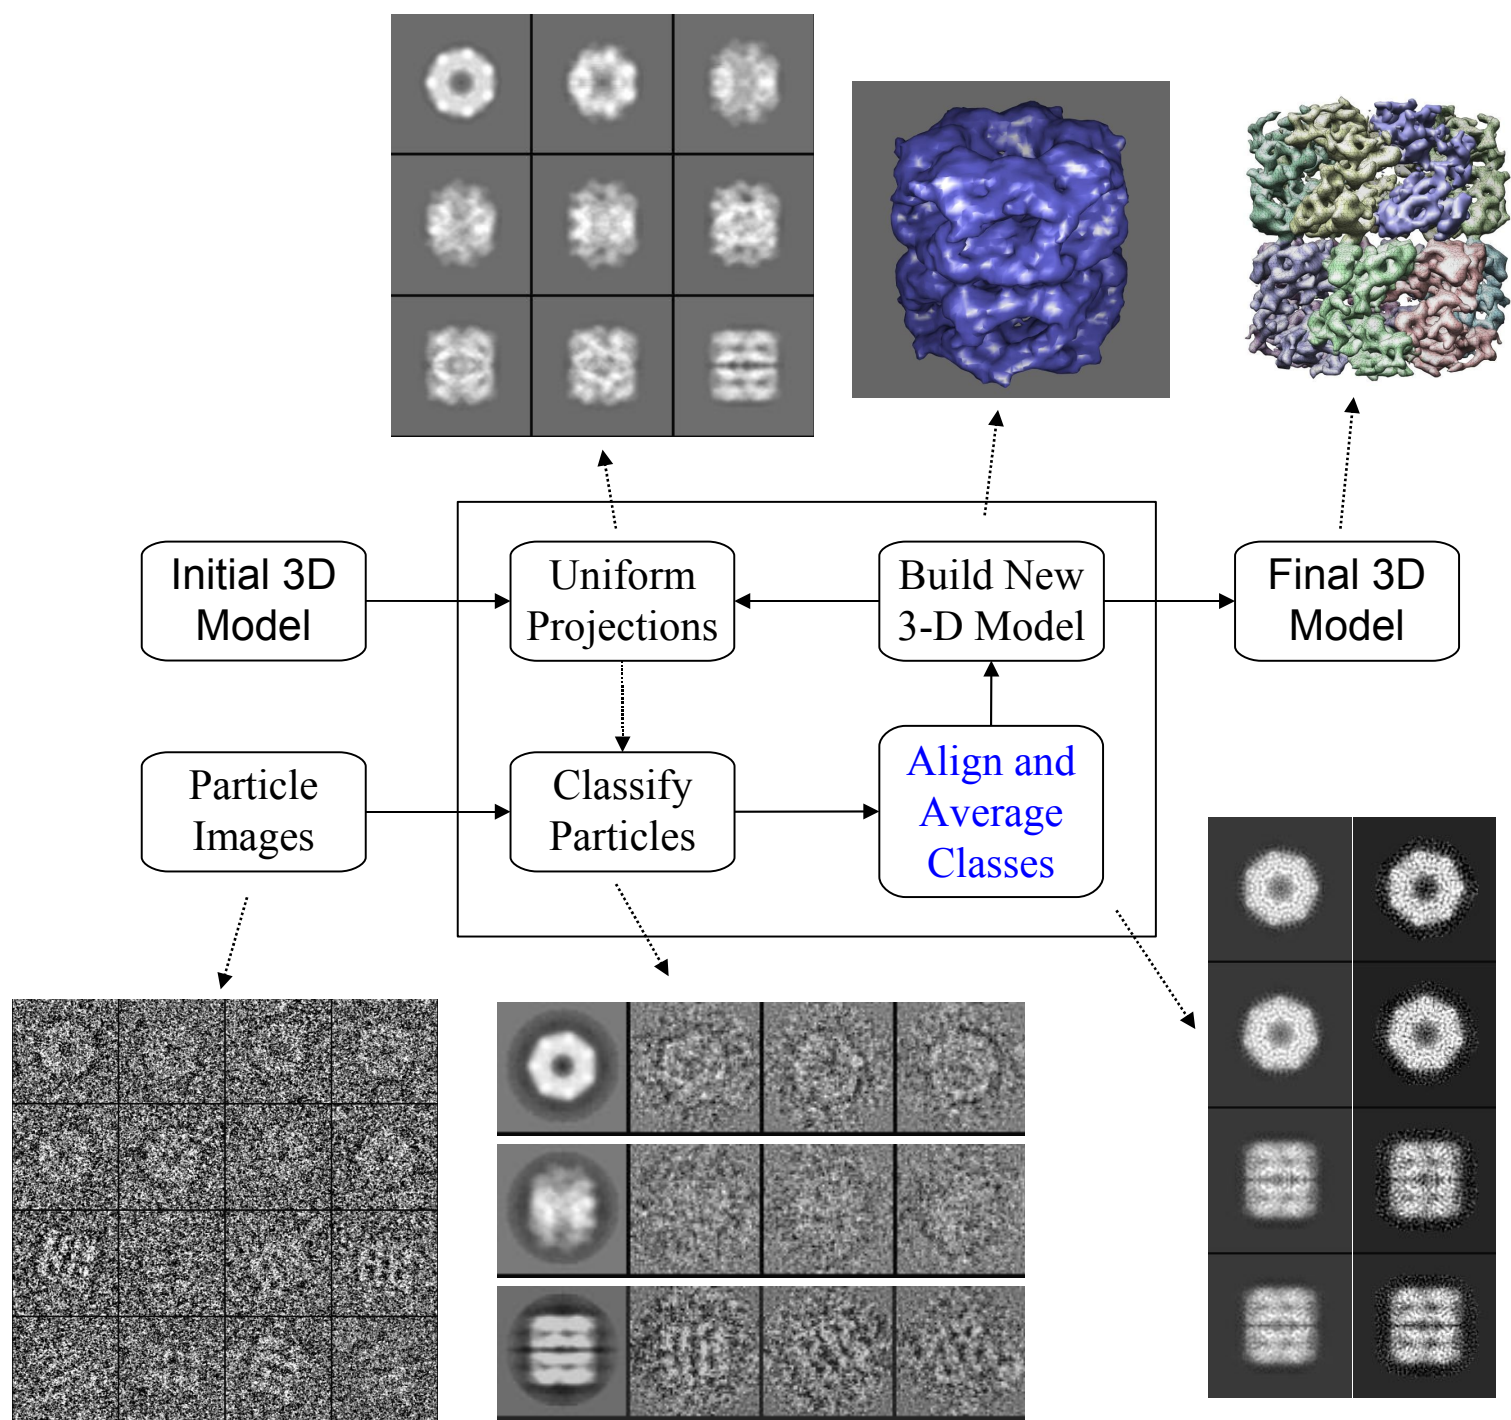 Initial 3D
Model
Uniform
Projections
Build New
3-D Model
Final 3D
Model
Particle
Images
Classify
Particles
Align and
Average
Classes